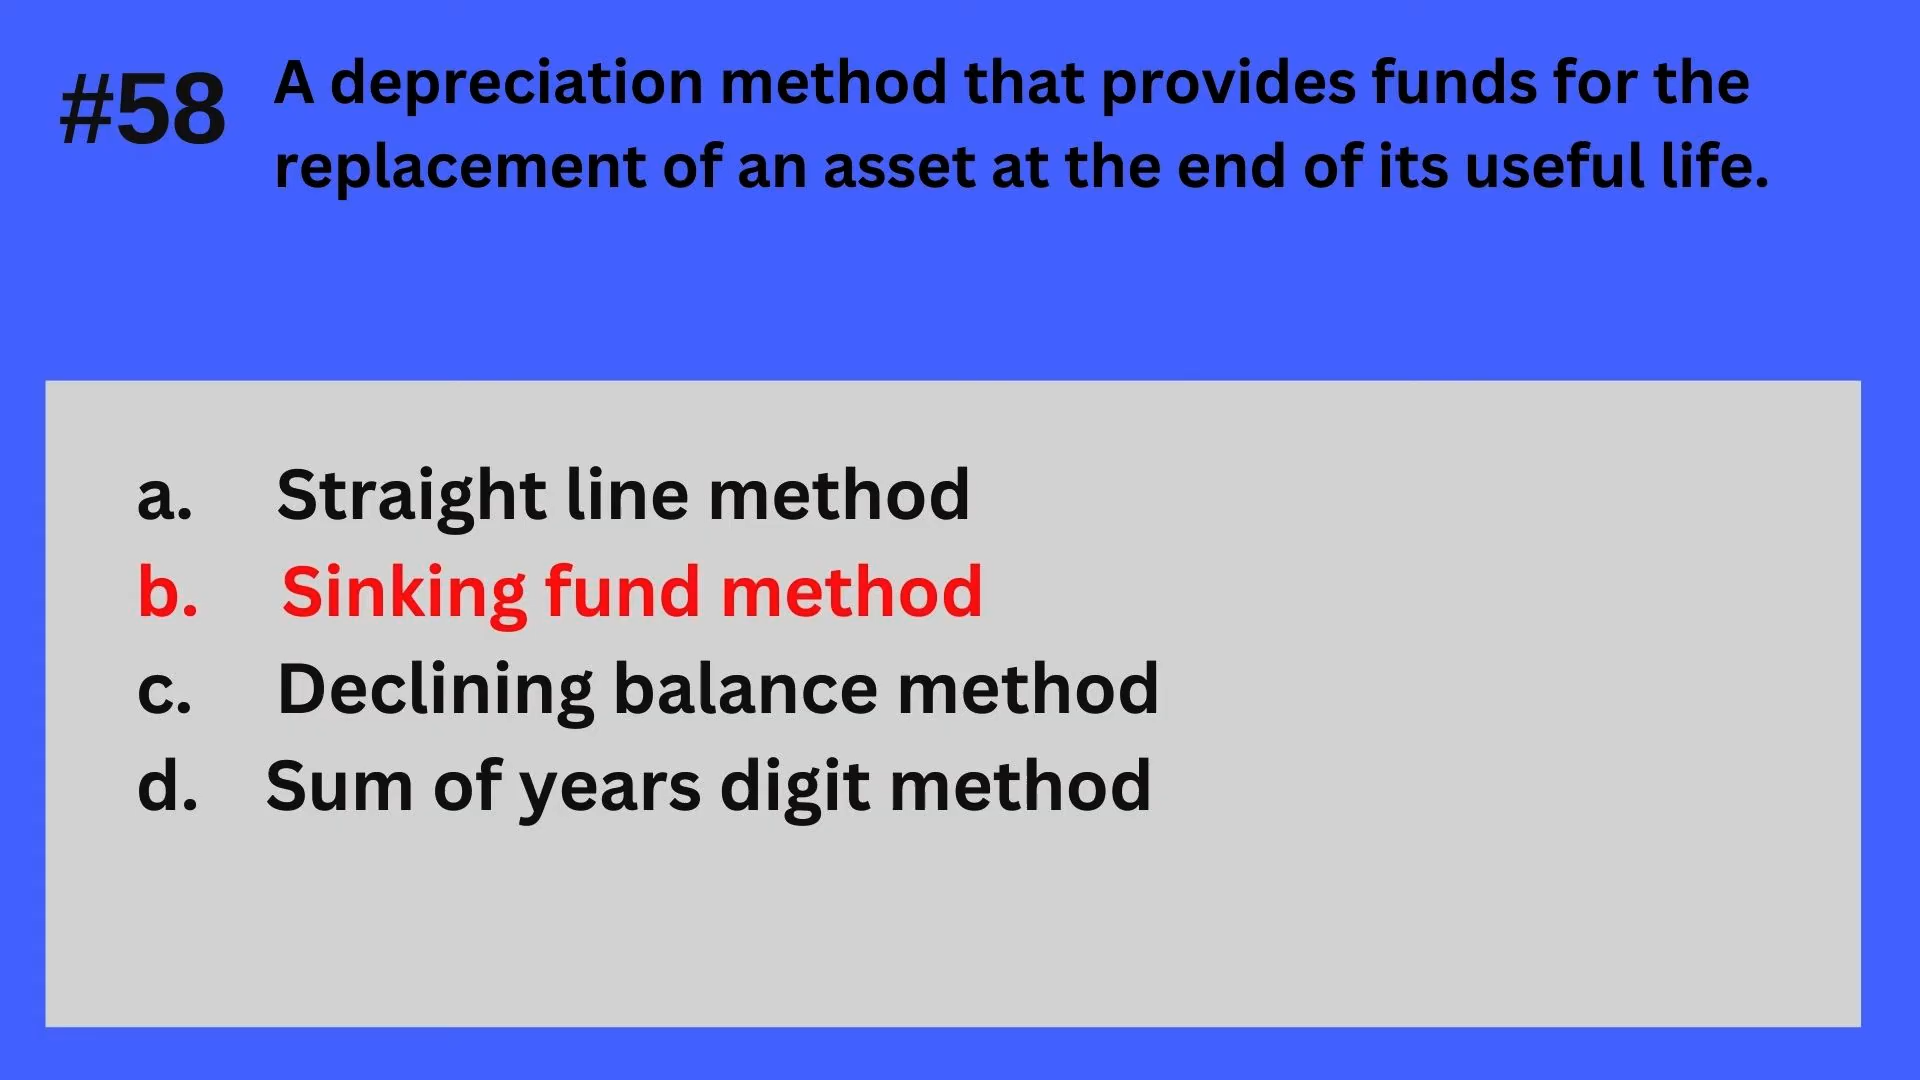 #58 A depreciation method that provides funds for the
replacement of an asset at the end of its useful life.
a. Straight line method
b. Sinking fund method
c. Declining balance method
d. Sum of years digit method